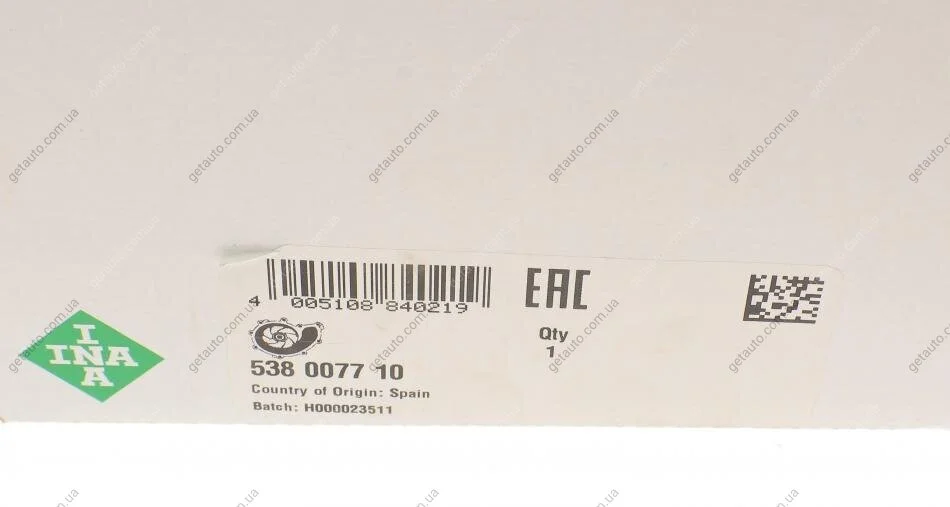 EAC
4 005108 840219
Qty
1
I
INA
A
538 0077 10
Country of Origin: Spain
Batch: H000023511
getauto.com.ua